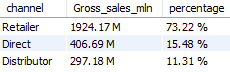 channel Gross_sales_mln percentage
Retailer 1924.17 M 73.22 %
Direct 406.69 M 15.48 %
Distributor 297.18 M 11.31 %